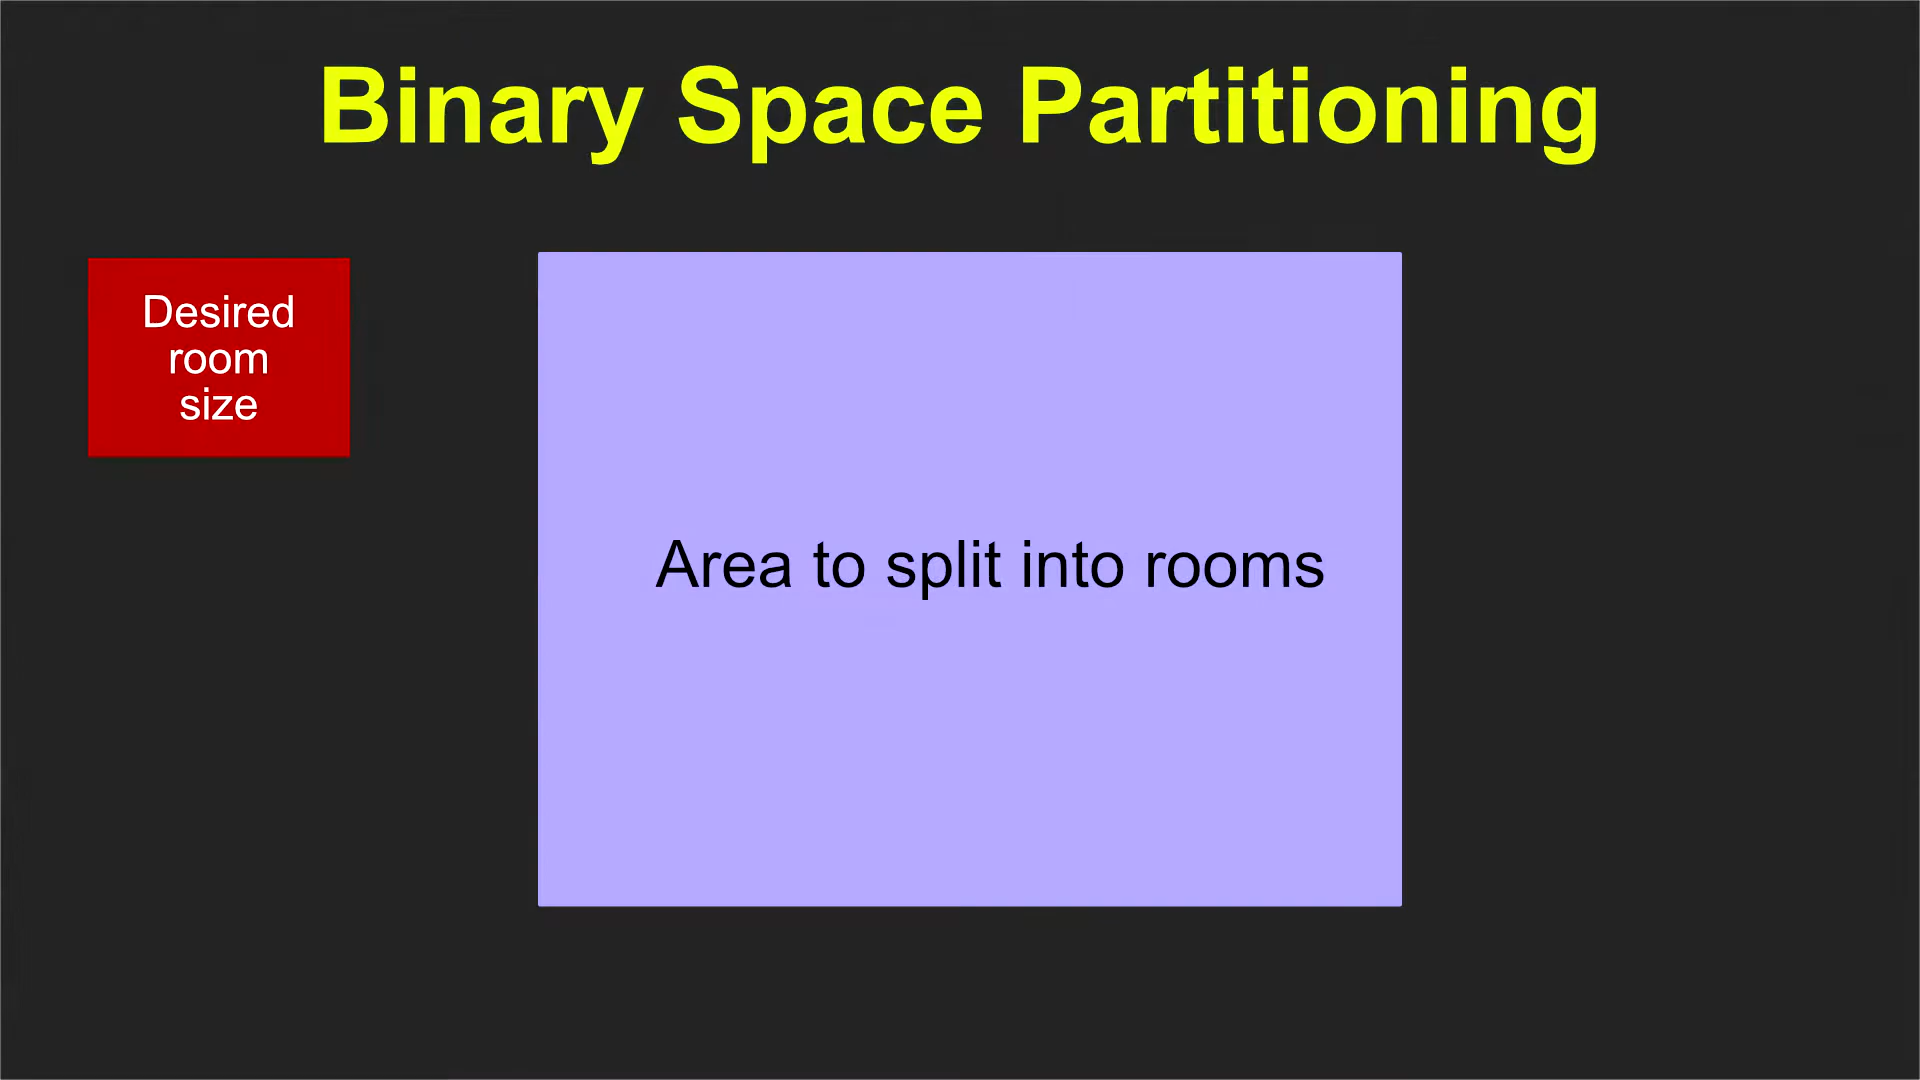 Binary Space Partitioning
Desired
room
size
Area to split into rooms